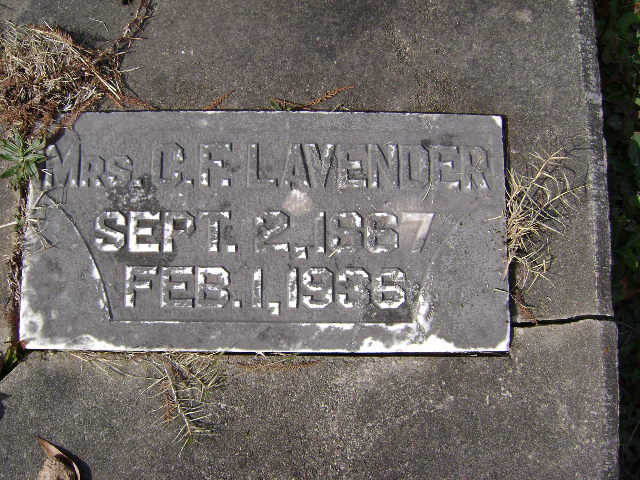 MRS. C. F. LAVENDER
SEPT. 2, 1867
FEB. 1, 1936